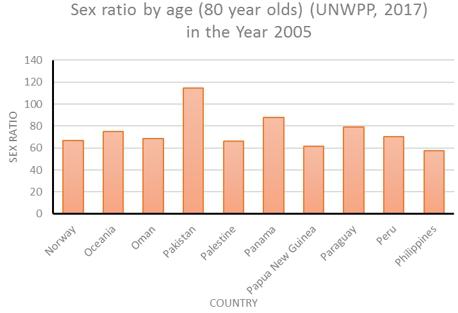 Sex ratio by age (80 year olds) (UNWPP, 2017)
in the Year 2005
140
120
100
80
60
40
20
0
SEX RATIO
Norway
Oceania
Oman
Pakistan
Palestine
Panama
Papua New Guinea
Paraguay
Peru
Philippines
COUNTRY